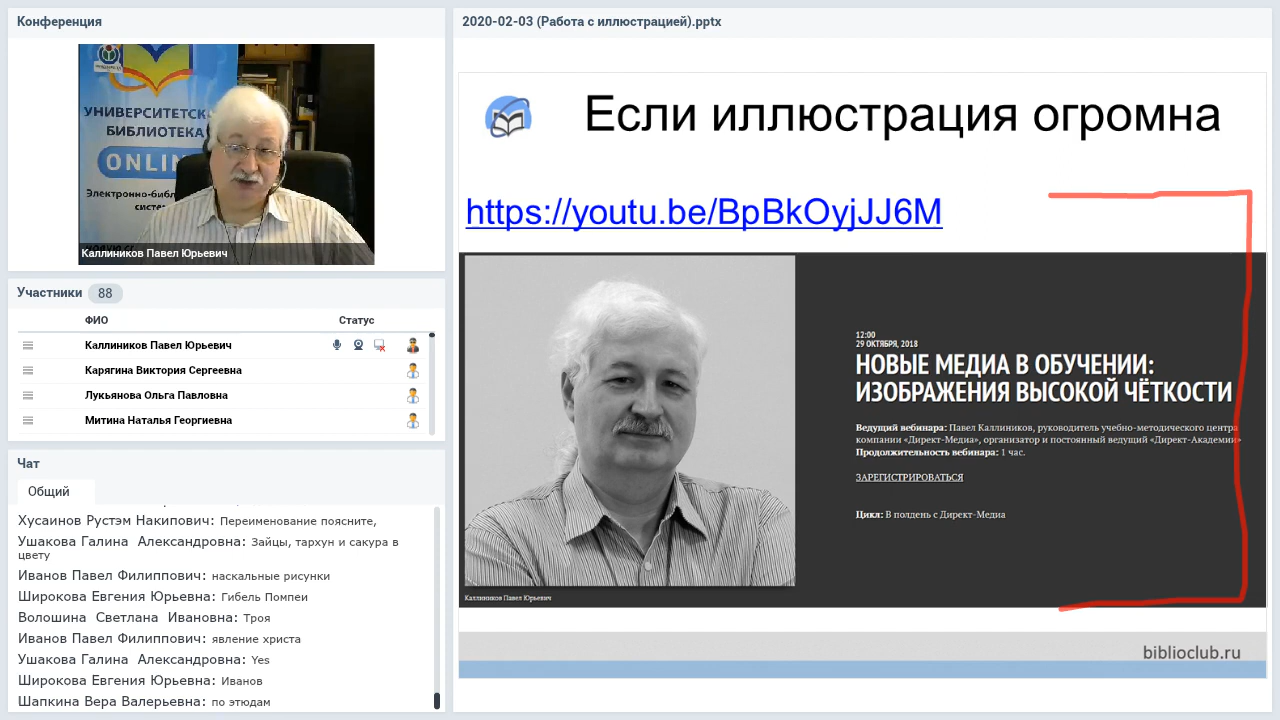 Конференция
УНИВЕРСИТЕТСК
БИБЛИОТЕКА
ONLIN
Электронно-библ
сист
Каллиников Павел Юрьевич
Участники 88
ФИО Статус
Каллиников Павел Юрьевич
Карягина Виктория Сергеевна
Лукьянова Ольга Павловна
Митина Наталья Георгиевна
Чат
Общий
Хусаинов Рустэм Накипович: Переименование поясните,
Ушакова Галина Александровна: Зайцы, тархун и сакура в
цвету
Иванов Павел Филиппович: наскальные рисунки
Широкова Евгения Юрьевна: Гибель Помпеи
Волошина Светлана Ивановна: Троя
Иванов Павел Филиппович: явление христа
Ушакова Галина Александровна: Yes
Широкова Евгения Юрьевна: Иванов
Шапкина Вера Валерьевна: по этюдам
2020-02-03 (Работа с иллюстрацией).pptx
Если иллюстрация огромна
https://youtu.be/BpBkOyjJJ6M
12:00
29 ОКТЯБРЯ, 2018
НОВЫЕ МЕДИА В ОБУЧЕНИИ:
ИЗОБРАЖЕНИЯ ВЫСОКОЙ ЧЁТКОСТИ
Ведущий вебинара: Павел Каллиников, руководитель учебно-методического центра
компании «Директ-Медиа», организатор и постоянный ведущий «Директ-Академии»
Продолжительность вебинара: 1 час.
ЗАРЕГИСТРИРОВАТЬСЯ
Цикл: В полдень с Директ-Медиа
Каллиников Павел Юрьевич
biblioclub.ru